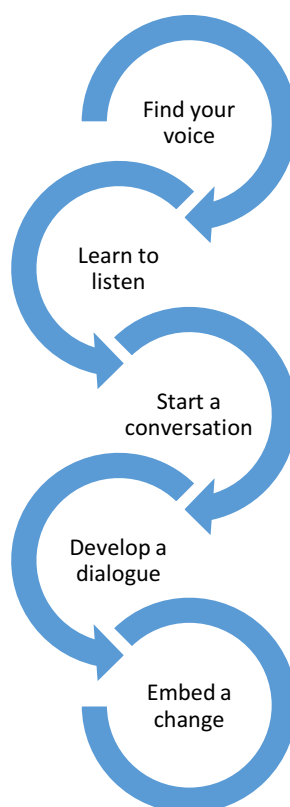 Find your
voice
Learn to
listen
Start a
conversation
Develop a
dialogue
Embed a
change